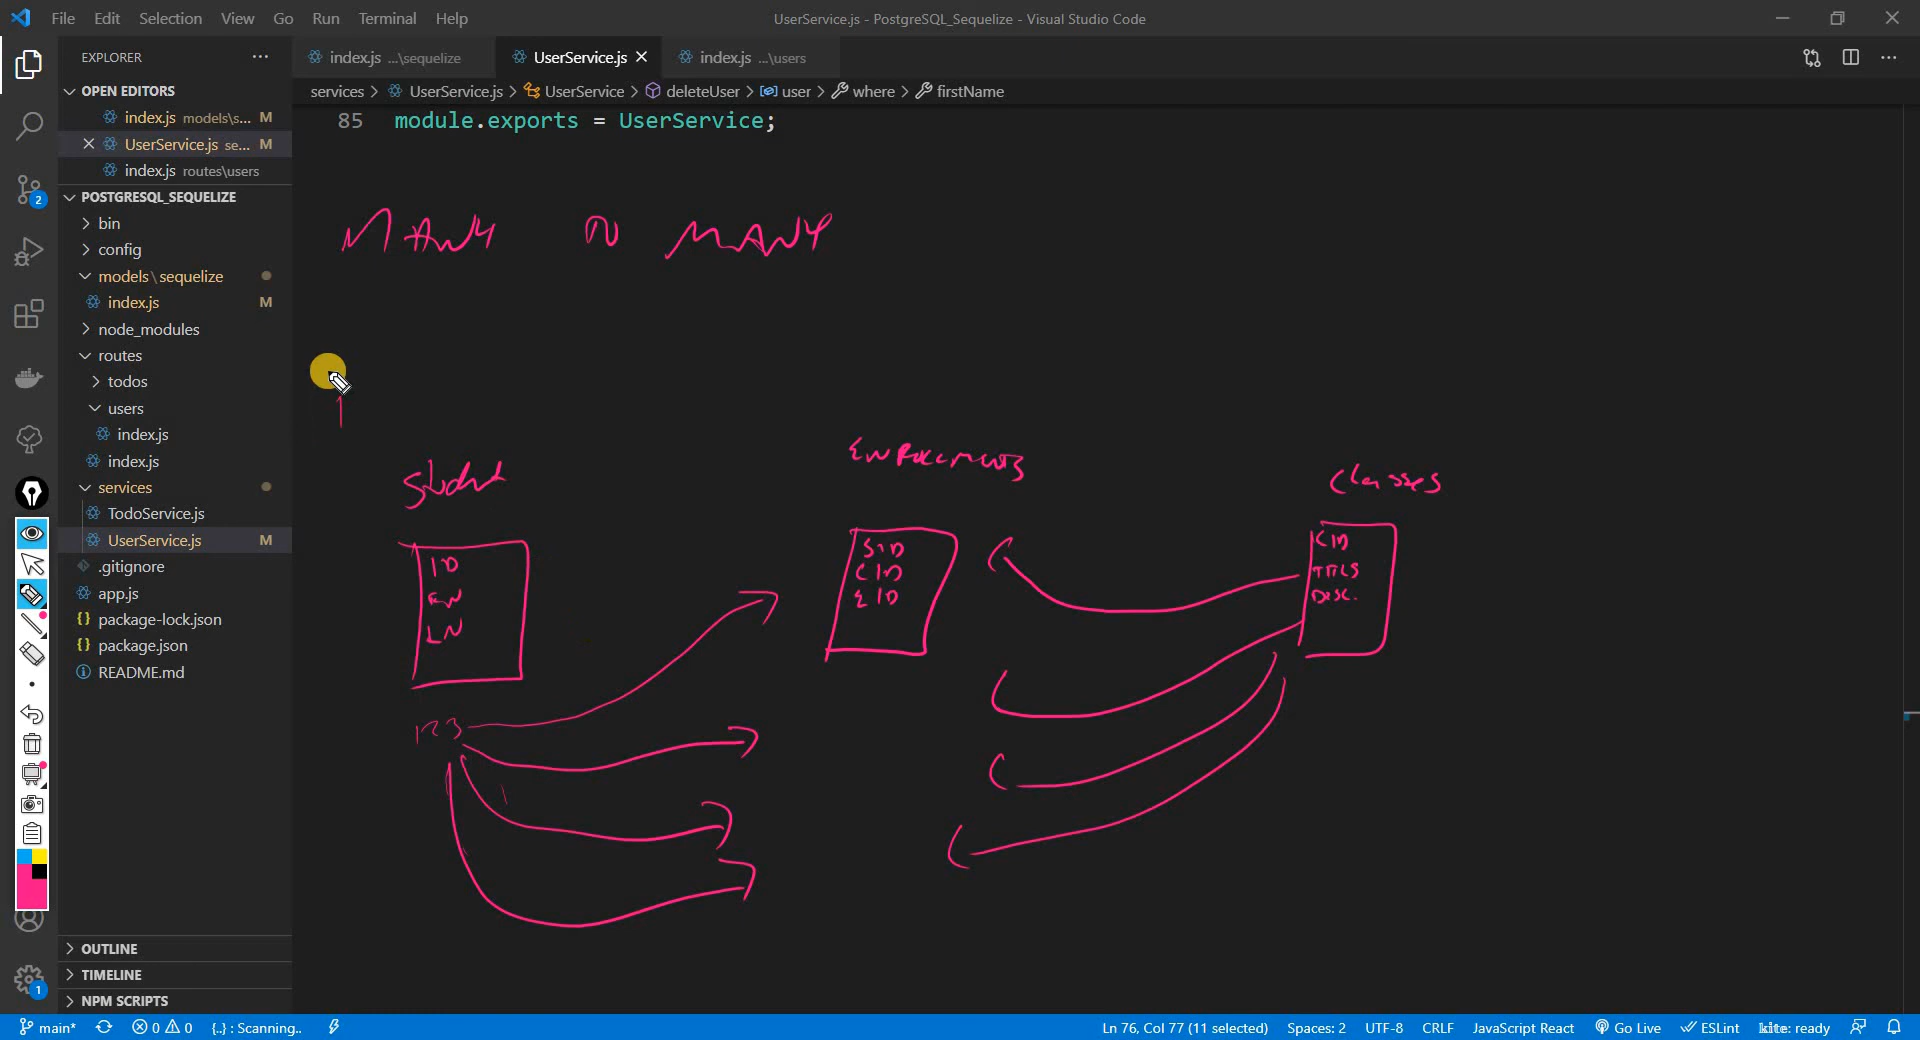 File Edit Selection View Go Run Terminal Help
UserService.js - PostgreSQL_Sequelize - Visual Studio Code
EXPLORER
index.js ...\sequelize
UserService.js
index.js ...\users
OPEN EDITORS
index.js models\s... M
UserService.js se... M
index.js routes\users
POSTGRESQL_SEQUELIZE
bin
config
models\sequelize
index.js M
node_modules
routes
todos
users
index.js
index.js
services
TodoService.js
UserService.js M
.gitignore
app.js
package-lock.json
package.json
README.md
OUTLINE
TIMELINE
NPM SCRIPTS
2
1
services > UserService.js > UserService > deleteUser > user > where > firstName
85 module.exports = UserService;
MANY MANY
1
Student
ID
FN
LN
123
Enrolements
SID
CID
EID
Classes
CID
TITLE
DESC.
main* 0 0 {..} : Scanning..
Ln 76, Col 77 (11 selected) Spaces: 2 UTF-8 CRLF JavaScript React Go Live ESLint kite: ready